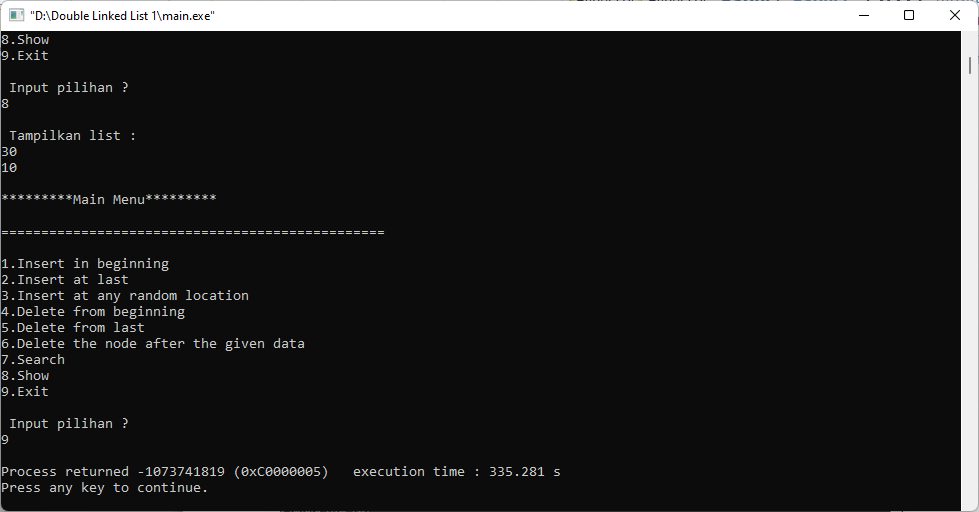 "D:\Double Linked List 1\main.exe"
8.Show
9.Exit
Input pilihan ?
8
Tampilkan list :
30
10
*********Main Menu*********
================================================
1.Insert in beginning
2.Insert at last
3.Insert at any random location
4.Delete from beginning
5.Delete from last
6.Delete the node after the given data
7.Search
8.Show
9.Exit
Input pilihan ?
9
Process returned -1073741819 (0xC0000005)   execution time : 335.281 s
Press any key to continue.